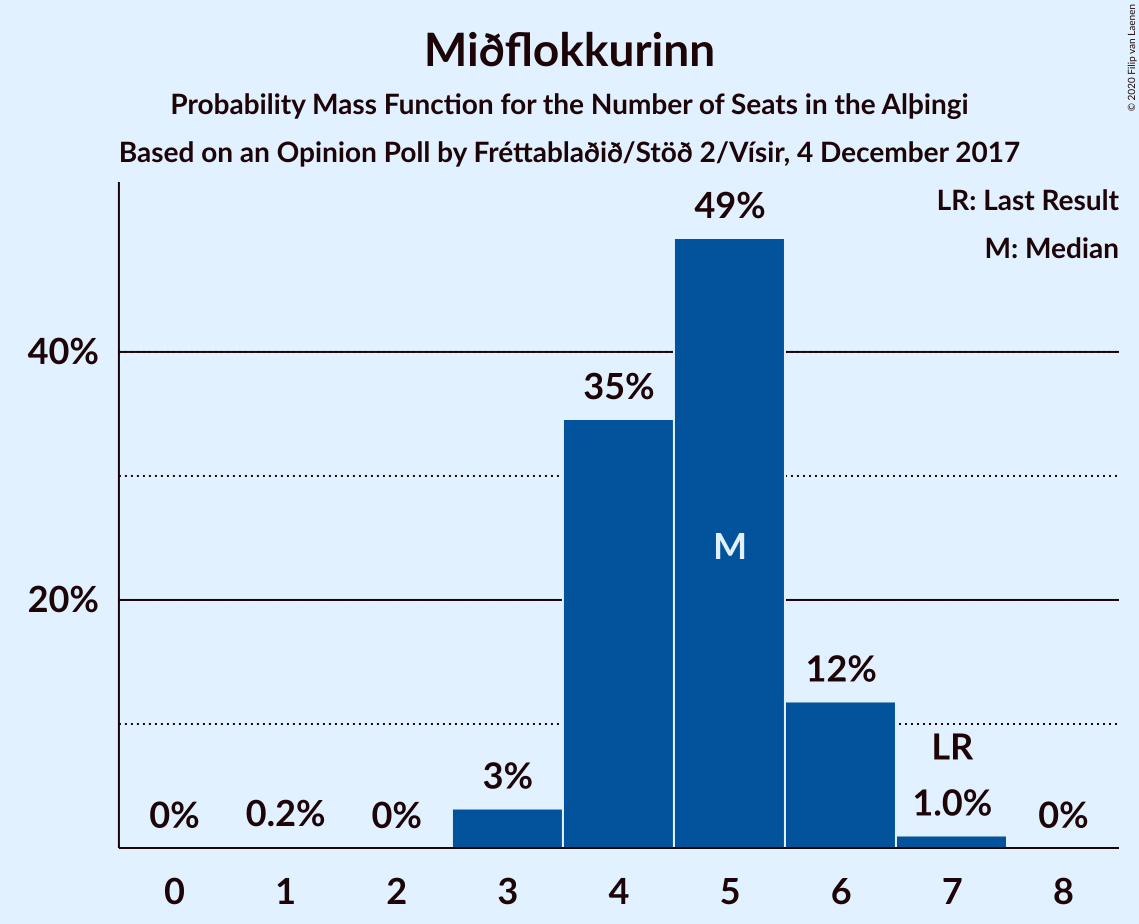 Miðflokkurinn
Probability Mass Function for the Number of Seats in the Alþingi
Based on an Opinion Poll by Fréttablaðið/Stöð 2/Vísir, 4 December 2017
© 2020 Filip van Laenen
LR: Last Result
M: Median
49%
40%
35%
M
20%
12%
LR
3%
1.0%
0% 0.2% 0% 0%
0 1 2 3 4 5 6 7 8